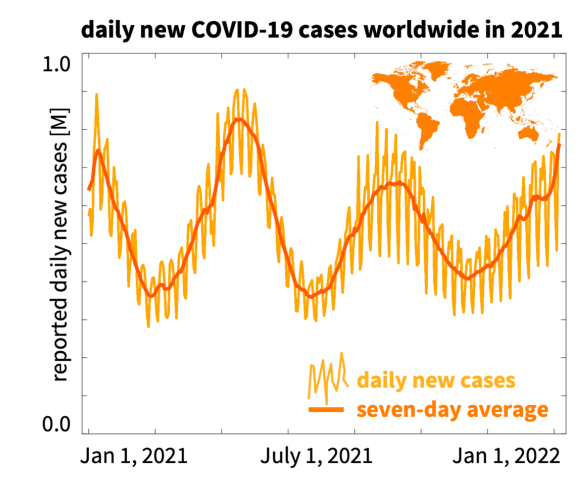 daily new COVID-19 cases worldwide in 2021
1.0
reported daily new cases [M]
daily new cases
seven-day average
0.0
Jan 1, 2021 July 1, 2021 Jan 1, 2022